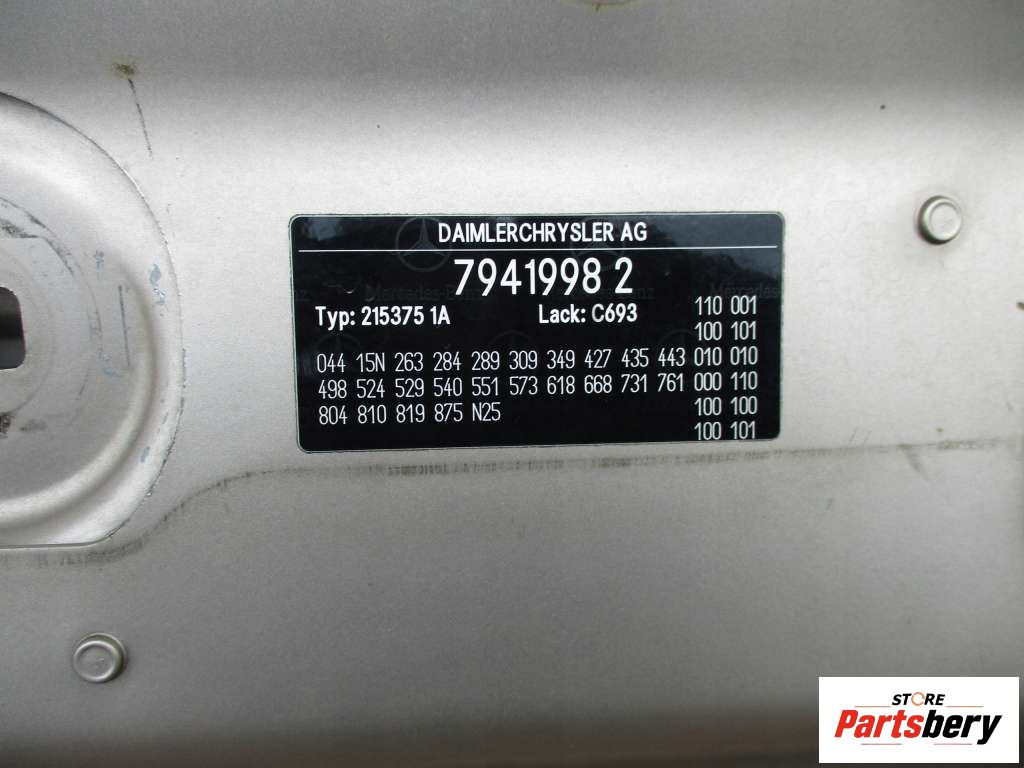 DAIMLERCHRYSLER AG
7941998 2
Typ: 215375 1A Lack: C693 110 001
100 101
044 15N 263 284 289 309 349 427 435 443 010 010
498 524 529 540 551 573 618 668 731 761 000 110
804 810 819 875 N25 100 100
100 101
Mercedes-Benz
STORE
Partsbery